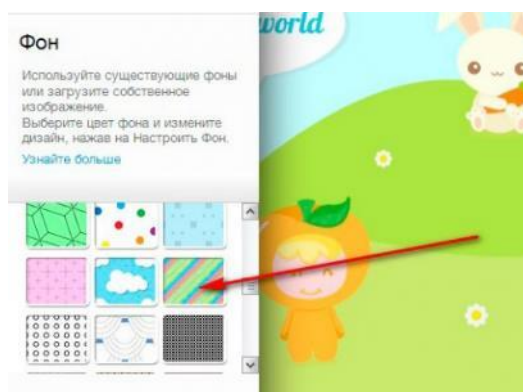 world
Фон
Используйте существующие фоны
или загрузите собственное
изображение.
Выберите цвет фона и измените
дизайн, нажав на Настроить Фон.
Узнайте больше